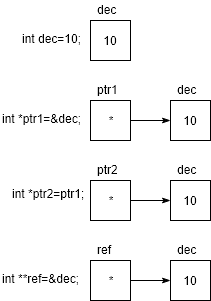 dec
int dec=10; 10
ptr1 dec
int *ptr1=&dec; * 10
ptr2 dec
int *ptr2=ptr1; * 10
ref dec
int **ref=&dec; * 10